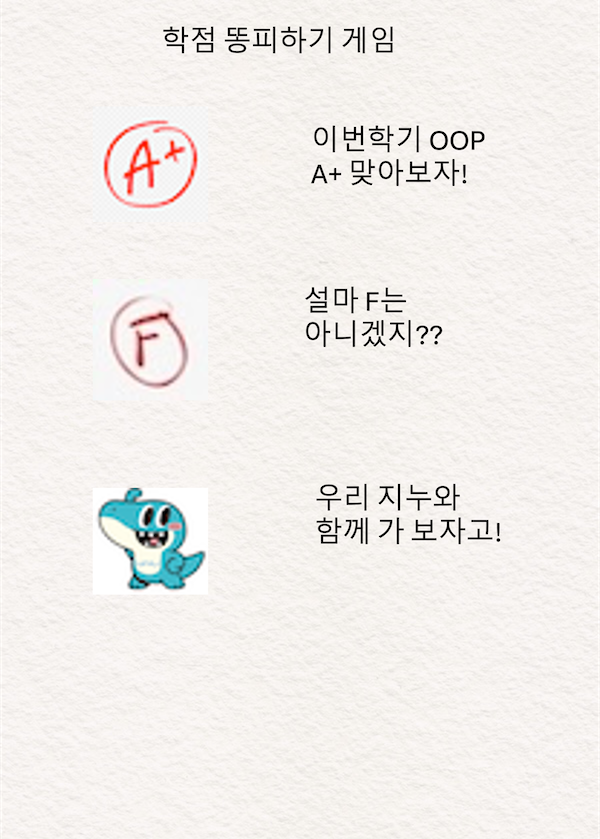 학점 똥피하기 게임
A+
이번학기 OOP
A+ 맞아보자!
F
설마 F는
아니겠지??
우리 지누와
함께 가 보자고!